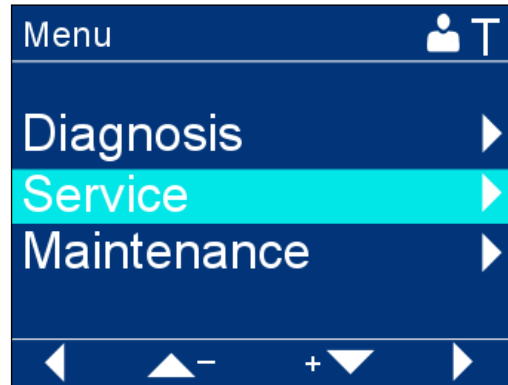 Menu T
Diagnosis
Service
Maintenance
− +